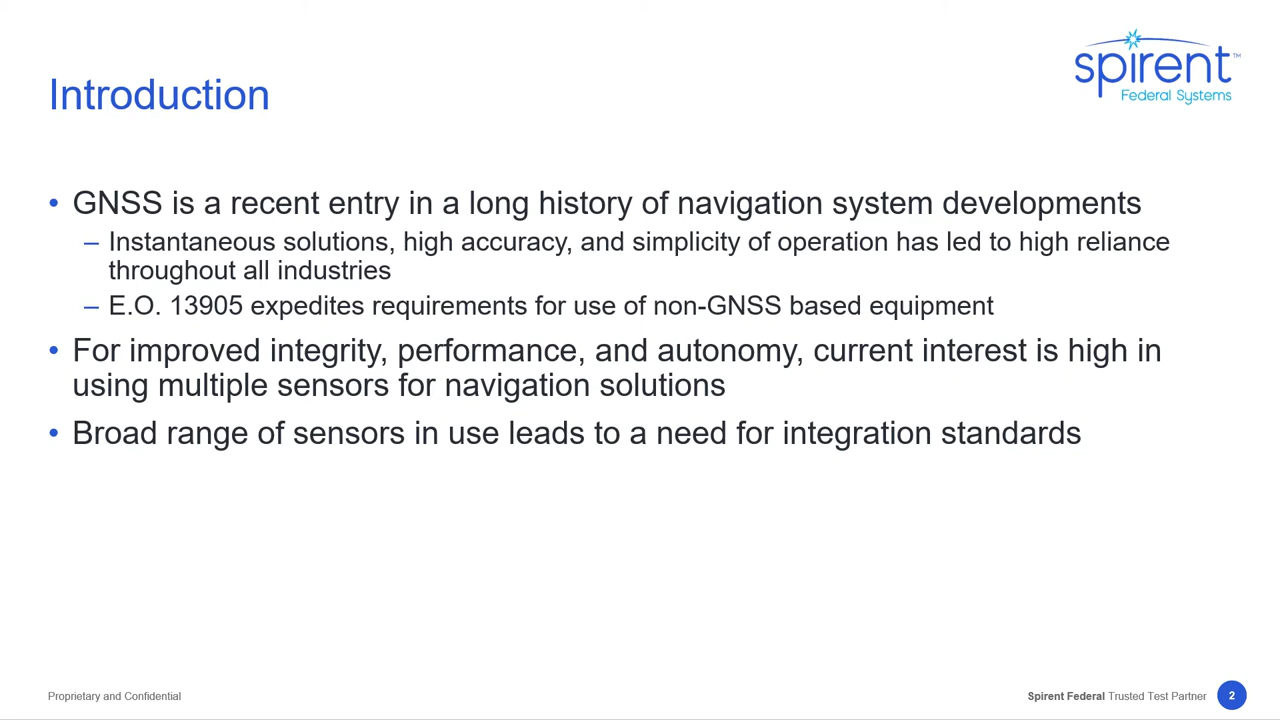 spirent™
Federal Systems
Introduction
• GNSS is a recent entry in a long history of navigation system developments
– Instantaneous solutions, high accuracy, and simplicity of operation has led to high reliance
throughout all industries
– E.O. 13905 expedites requirements for use of non-GNSS based equipment
• For improved integrity, performance, and autonomy, current interest is high in
using multiple sensors for navigation solutions
• Broad range of sensors in use leads to a need for integration standards
Proprietary and Confidential
Spirent Federal Trusted Test Partner
2